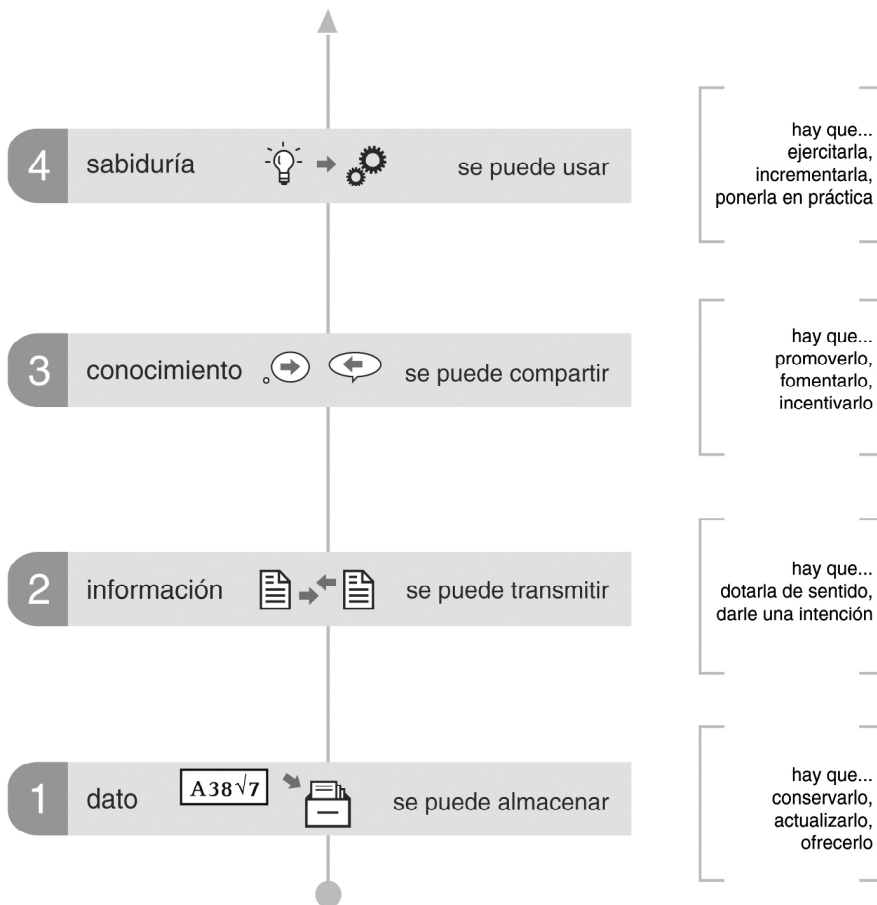 4 sabiduría se puede usar
hay que...
ejercitarla,
incrementarla,
ponerla en práctica
3 conocimiento se puede compartir
hay que...
promoverlo,
fomentarlo,
incentivarlo
2 información se puede transmitir
hay que...
dotarla de sentido,
darle una intención
1 dato A38√7 se puede almacenar
hay que...
conservarlo,
actualizarlo,
ofrecerlo